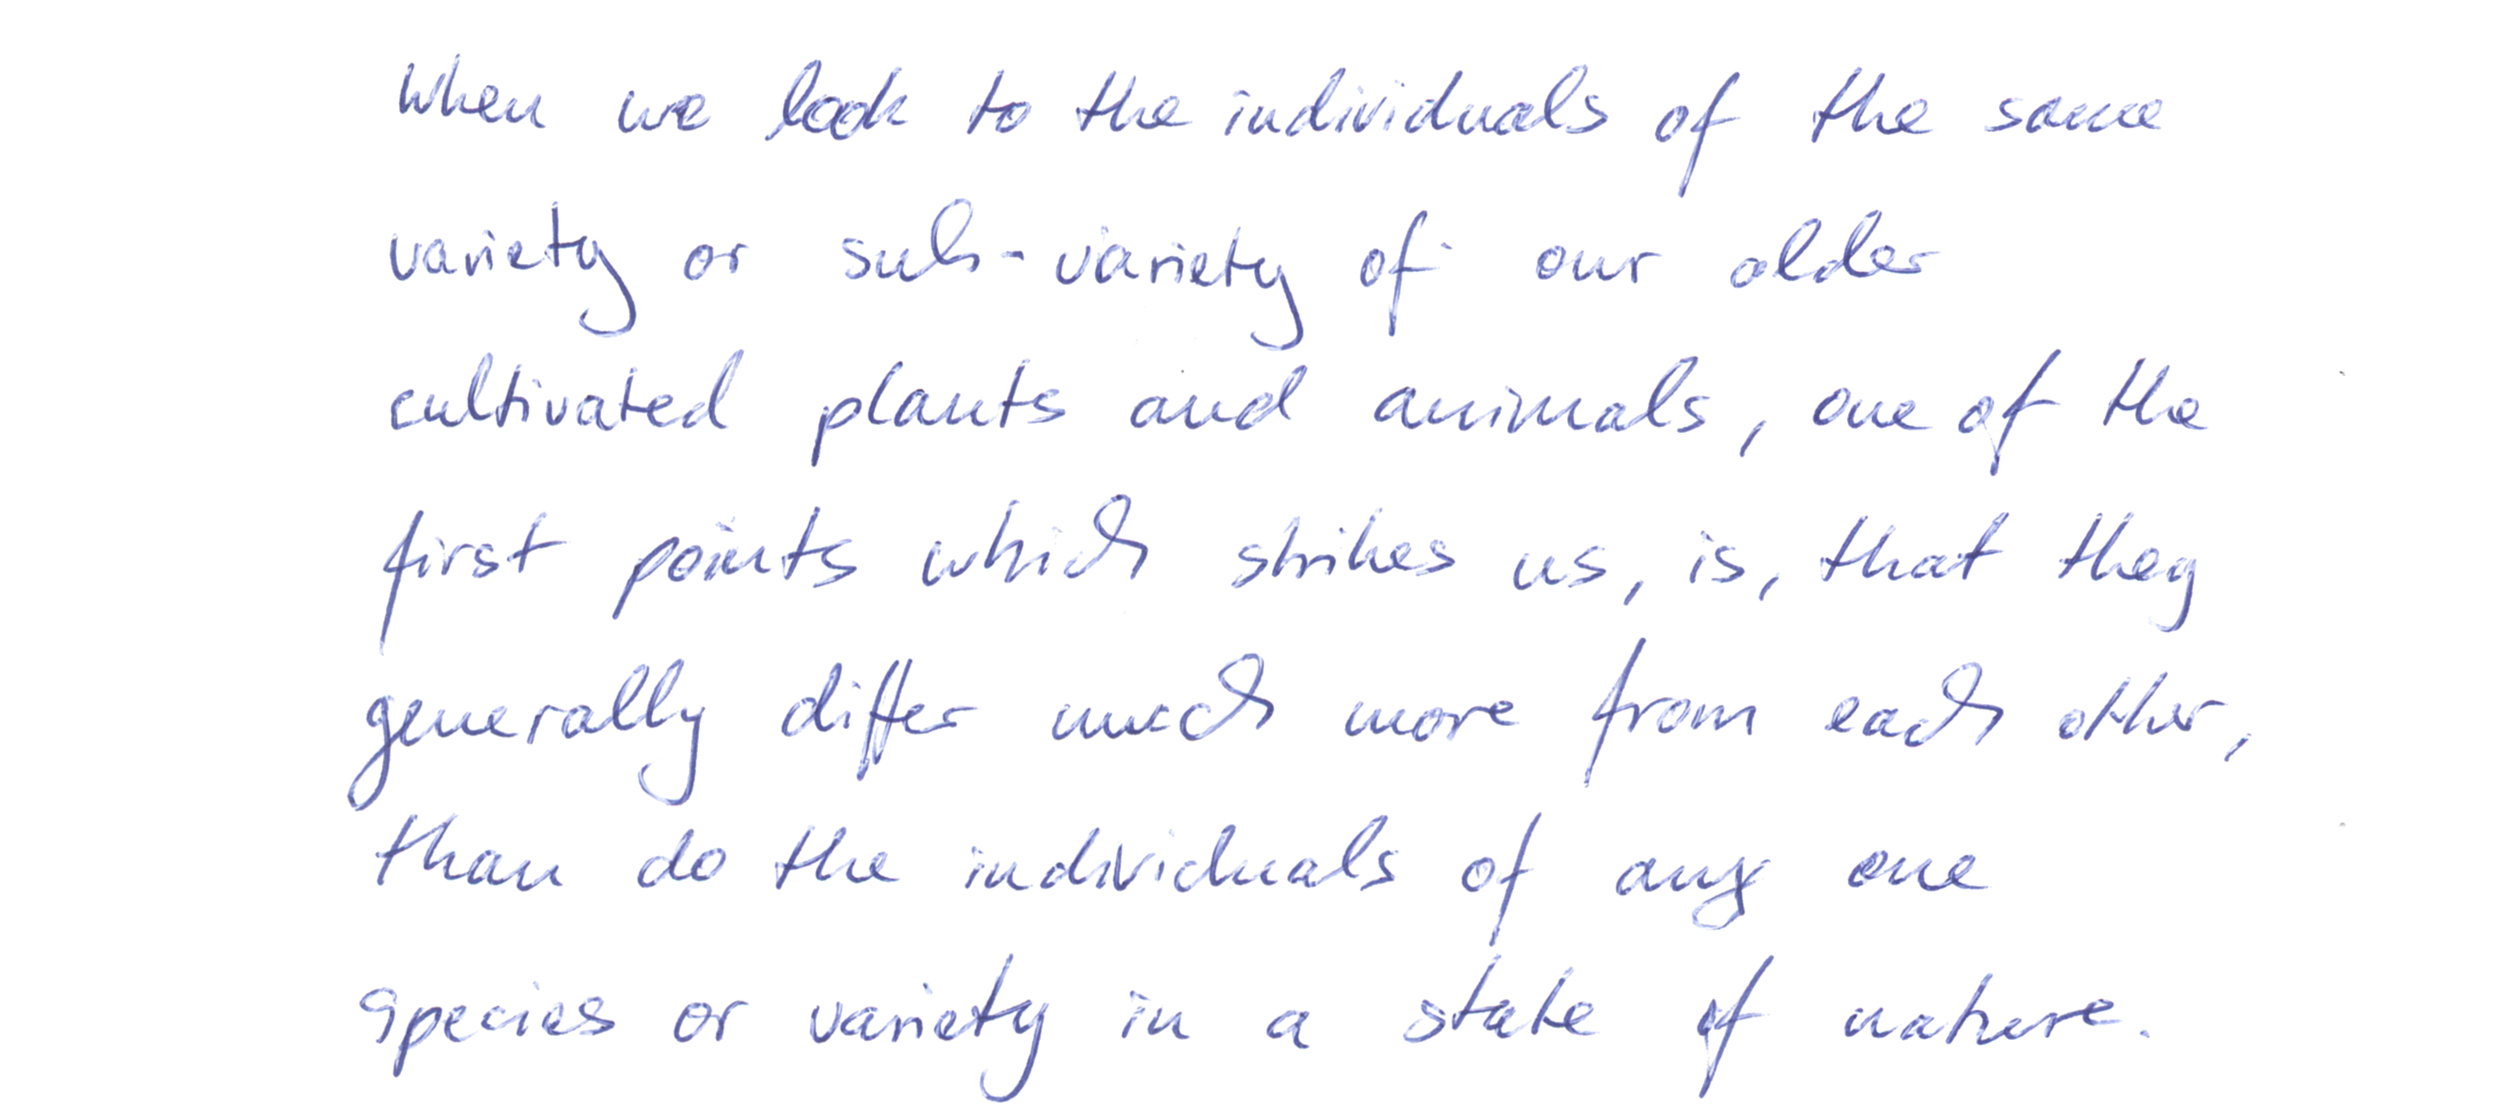 When we look to the individuals of the same
variety or sub-variety of our older
cultivated plants and animals, one of the
first points which strikes us, is, that they
generally differ much more from each other,
than do the individuals of any one
species or variety in a state of nature.